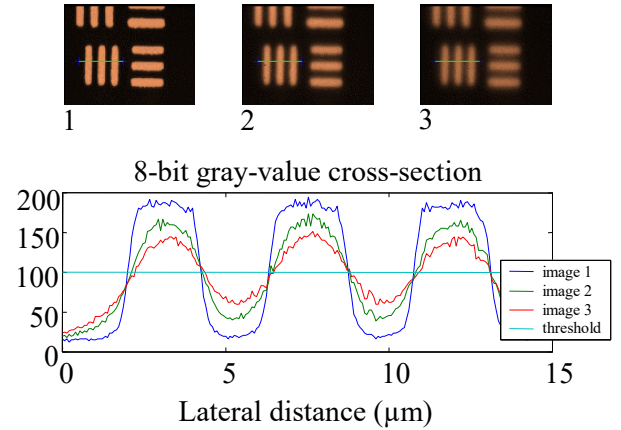 1
2
3
8-bit gray-value cross-section
200
150
100
50
0
0
5
10
15
image 1
image 2
image 3
threshold
Lateral distance (µm)